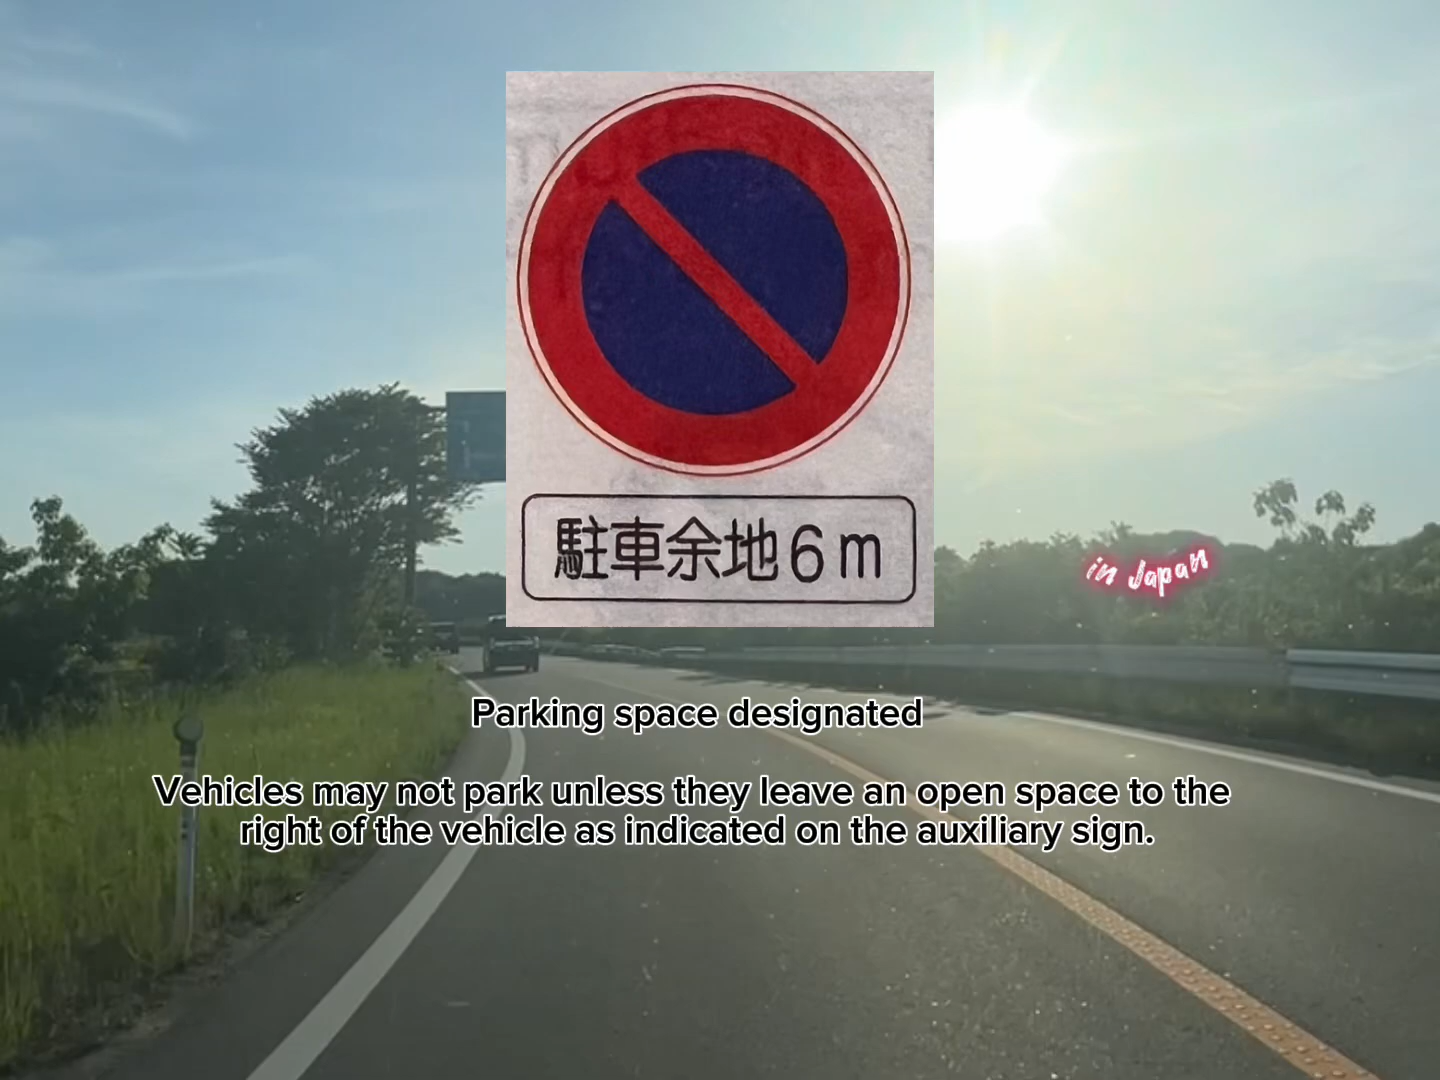 駐車余地6m
in Japan
Parking space designated
Vehicles may not park unless they leave an open space to the
right of the vehicle as indicated on the auxiliary sign.